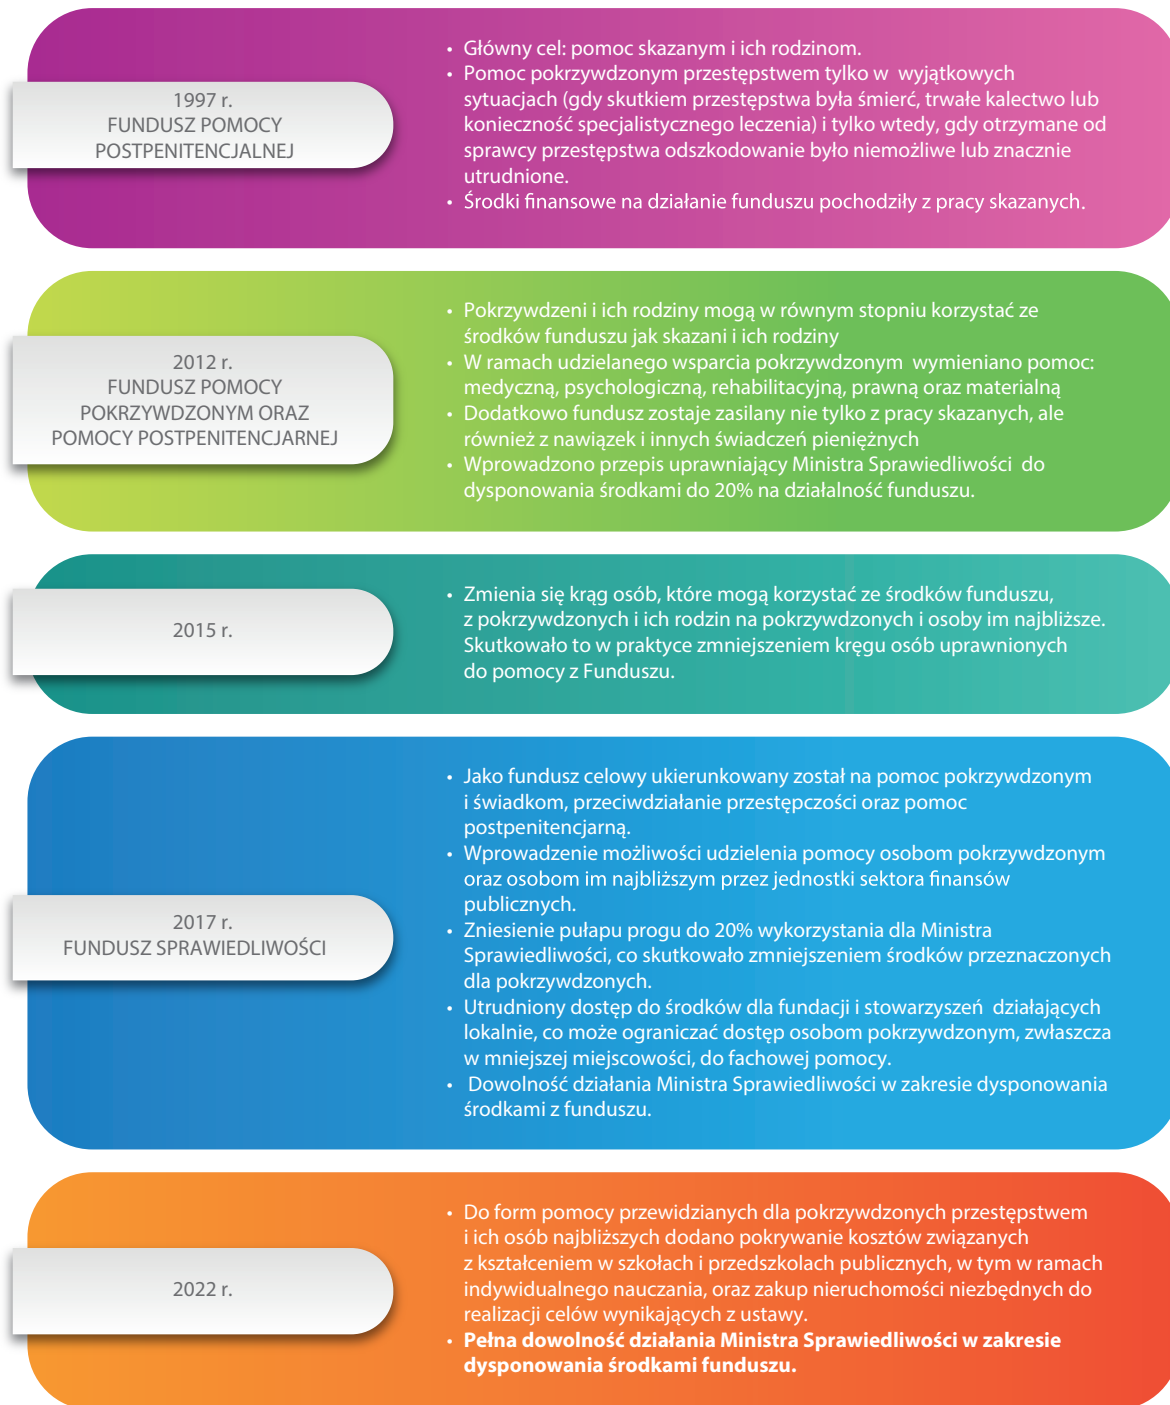 1997 r.
FUNDUSZ POMOCY
POSTPENITENCJALNEJ
• Główny cel: pomoc skazanym i ich rodzinom.
• Pomoc pokrzywdzonym przestępstwem tylko w wyjątkowych
sytuacjach (gdy skutkiem przestępstwa była śmierć, trwałe kalectwo lub
konieczność specjalistycznego leczenia) i tylko wtedy, gdy otrzymane od
sprawcy przestępstwa odszkodowanie było niemożliwe lub znacznie
utrudnione.
• Środki finansowe na działanie funduszu pochodziły z pracy skazanych.
2012 r.
FUNDUSZ POMOCY
POKRZYWDZONYM ORAZ
POMOCY POSTPENITENCJARNEJ
• Pokrzywdzeni i ich rodziny mogą w równym stopniu korzystać ze
środków funduszu jak skazani i ich rodziny
• W ramach udzielanego wsparcia pokrzywdzonym wymieniano pomoc:
medyczną, psychologiczną, rehabilitacyjną, prawną oraz materialną
• Dodatkowo fundusz zostaje zasilany nie tylko z pracy skazanych, ale
również z nawiązek i innych świadczeń pieniężnych
• Wprowadzono przepis uprawniający Ministra Sprawiedliwości do
dysponowania środkami do 20% na działalność funduszu.
2015 r.
• Zmienia się krąg osób, które mogą korzystać ze środków funduszu,
z pokrzywdzonych i ich rodzin na pokrzywdzonych i osoby im najbliższe.
Skutkowało to w praktyce zmniejszeniem kręgu osób uprawnionych
do pomocy z Funduszu.
2017 r.
FUNDUSZ SPRAWIEDLIWOŚCI
• Jako fundusz celowy ukierunkowany został na pomoc pokrzywdzonym
i świadkom, przeciwdziałanie przestępczości oraz pomoc
postpenitencjarną.
• Wprowadzenie możliwości udzielenia pomocy osobom pokrzywdzonym
oraz osobom im najbliższym przez jednostki sektora finansów
publicznych.
• Zniesienie pułapu progu do 20% wykorzystania dla Ministra
Sprawiedliwości, co skutkowało zmniejszeniem środków przeznaczonych
dla pokrzywdzonych.
• Utrudniony dostęp do środków dla fundacji i stowarzyszeń działających
lokalnie, co może ograniczać dostęp osobom pokrzywdzonym, zwłaszcza
w mniejszej miejscowości, do fachowej pomocy.
• Dowolność działania Ministra Sprawiedliwości w zakresie dysponowania
środkami z funduszu.
2022 r.
• Do form pomocy przewidzianych dla pokrzywdzonych przestępstwem
i ich osób najbliższych dodano pokrywanie kosztów związanych
z kształceniem w szkołach i przedszkolach publicznych, w tym w ramach
indywidualnego nauczania, oraz zakup nieruchomości niezbędnych do
realizacji celów wynikających z ustawy.
• Pełna dowolność działania Ministra Sprawiedliwości w zakresie
dysponowania środkami funduszu.